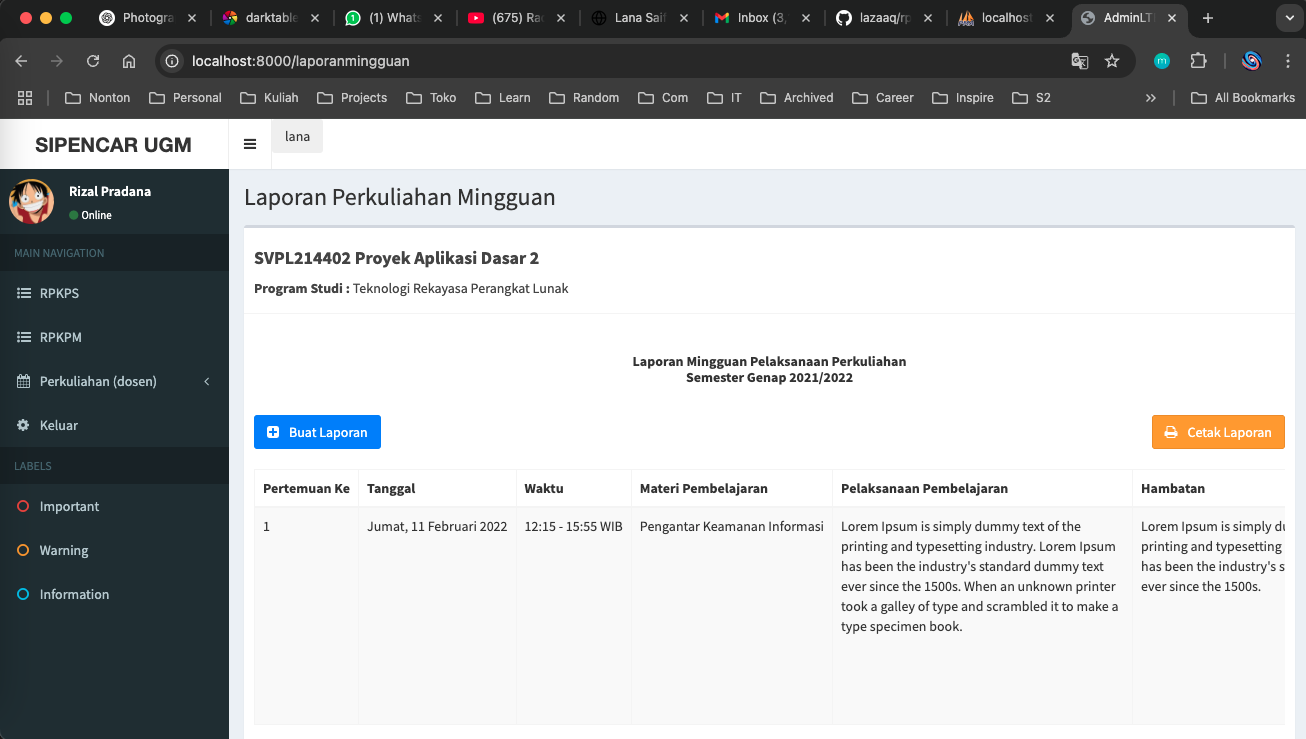 Photogra
darktable
(1) Whats
(675) Rac
Lana Saif
Inbox (3,
lazaaq/rp
localhost
AdminLTE
localhost:8000/laporanmingguan
Nonton
Personal
Kuliah
Projects
Toko
Learn
Random
Com
IT
Archived
Career
Inspire
S2
All Bookmarks
SIPENCAR UGM
lana
Rizal Pradana
Online
MAIN NAVIGATION
RPKPS
RPKPM
Perkuliahan (dosen)
Keluar
LABELS
Important
Warning
Information
Laporan Perkuliahan Mingguan
SVPL214402 Proyek Aplikasi Dasar 2
Program Studi : Teknologi Rekayasa Perangkat Lunak
Laporan Mingguan Pelaksanaan Perkuliahan
Semester Genap 2021/2022
Buat Laporan
Cetak Laporan
Pertemuan Ke Tanggal Waktu Materi Pembelajaran Pelaksanaan Pembelajaran Hambatan
1
Jumat, 11 Februari 2022
12:15 - 15:55 WIB
Pengantar Keamanan Informasi
Lorem Ipsum is simply dummy text of the
printing and typesetting industry. Lorem Ipsum
has been the industry's standard dummy text
ever since the 1500s. When an unknown printer
took a galley of type and scrambled it to make a
type specimen book.
Lorem Ipsum is simply du
printing and typesetting
has been the industry's s
ever since the 1500s.